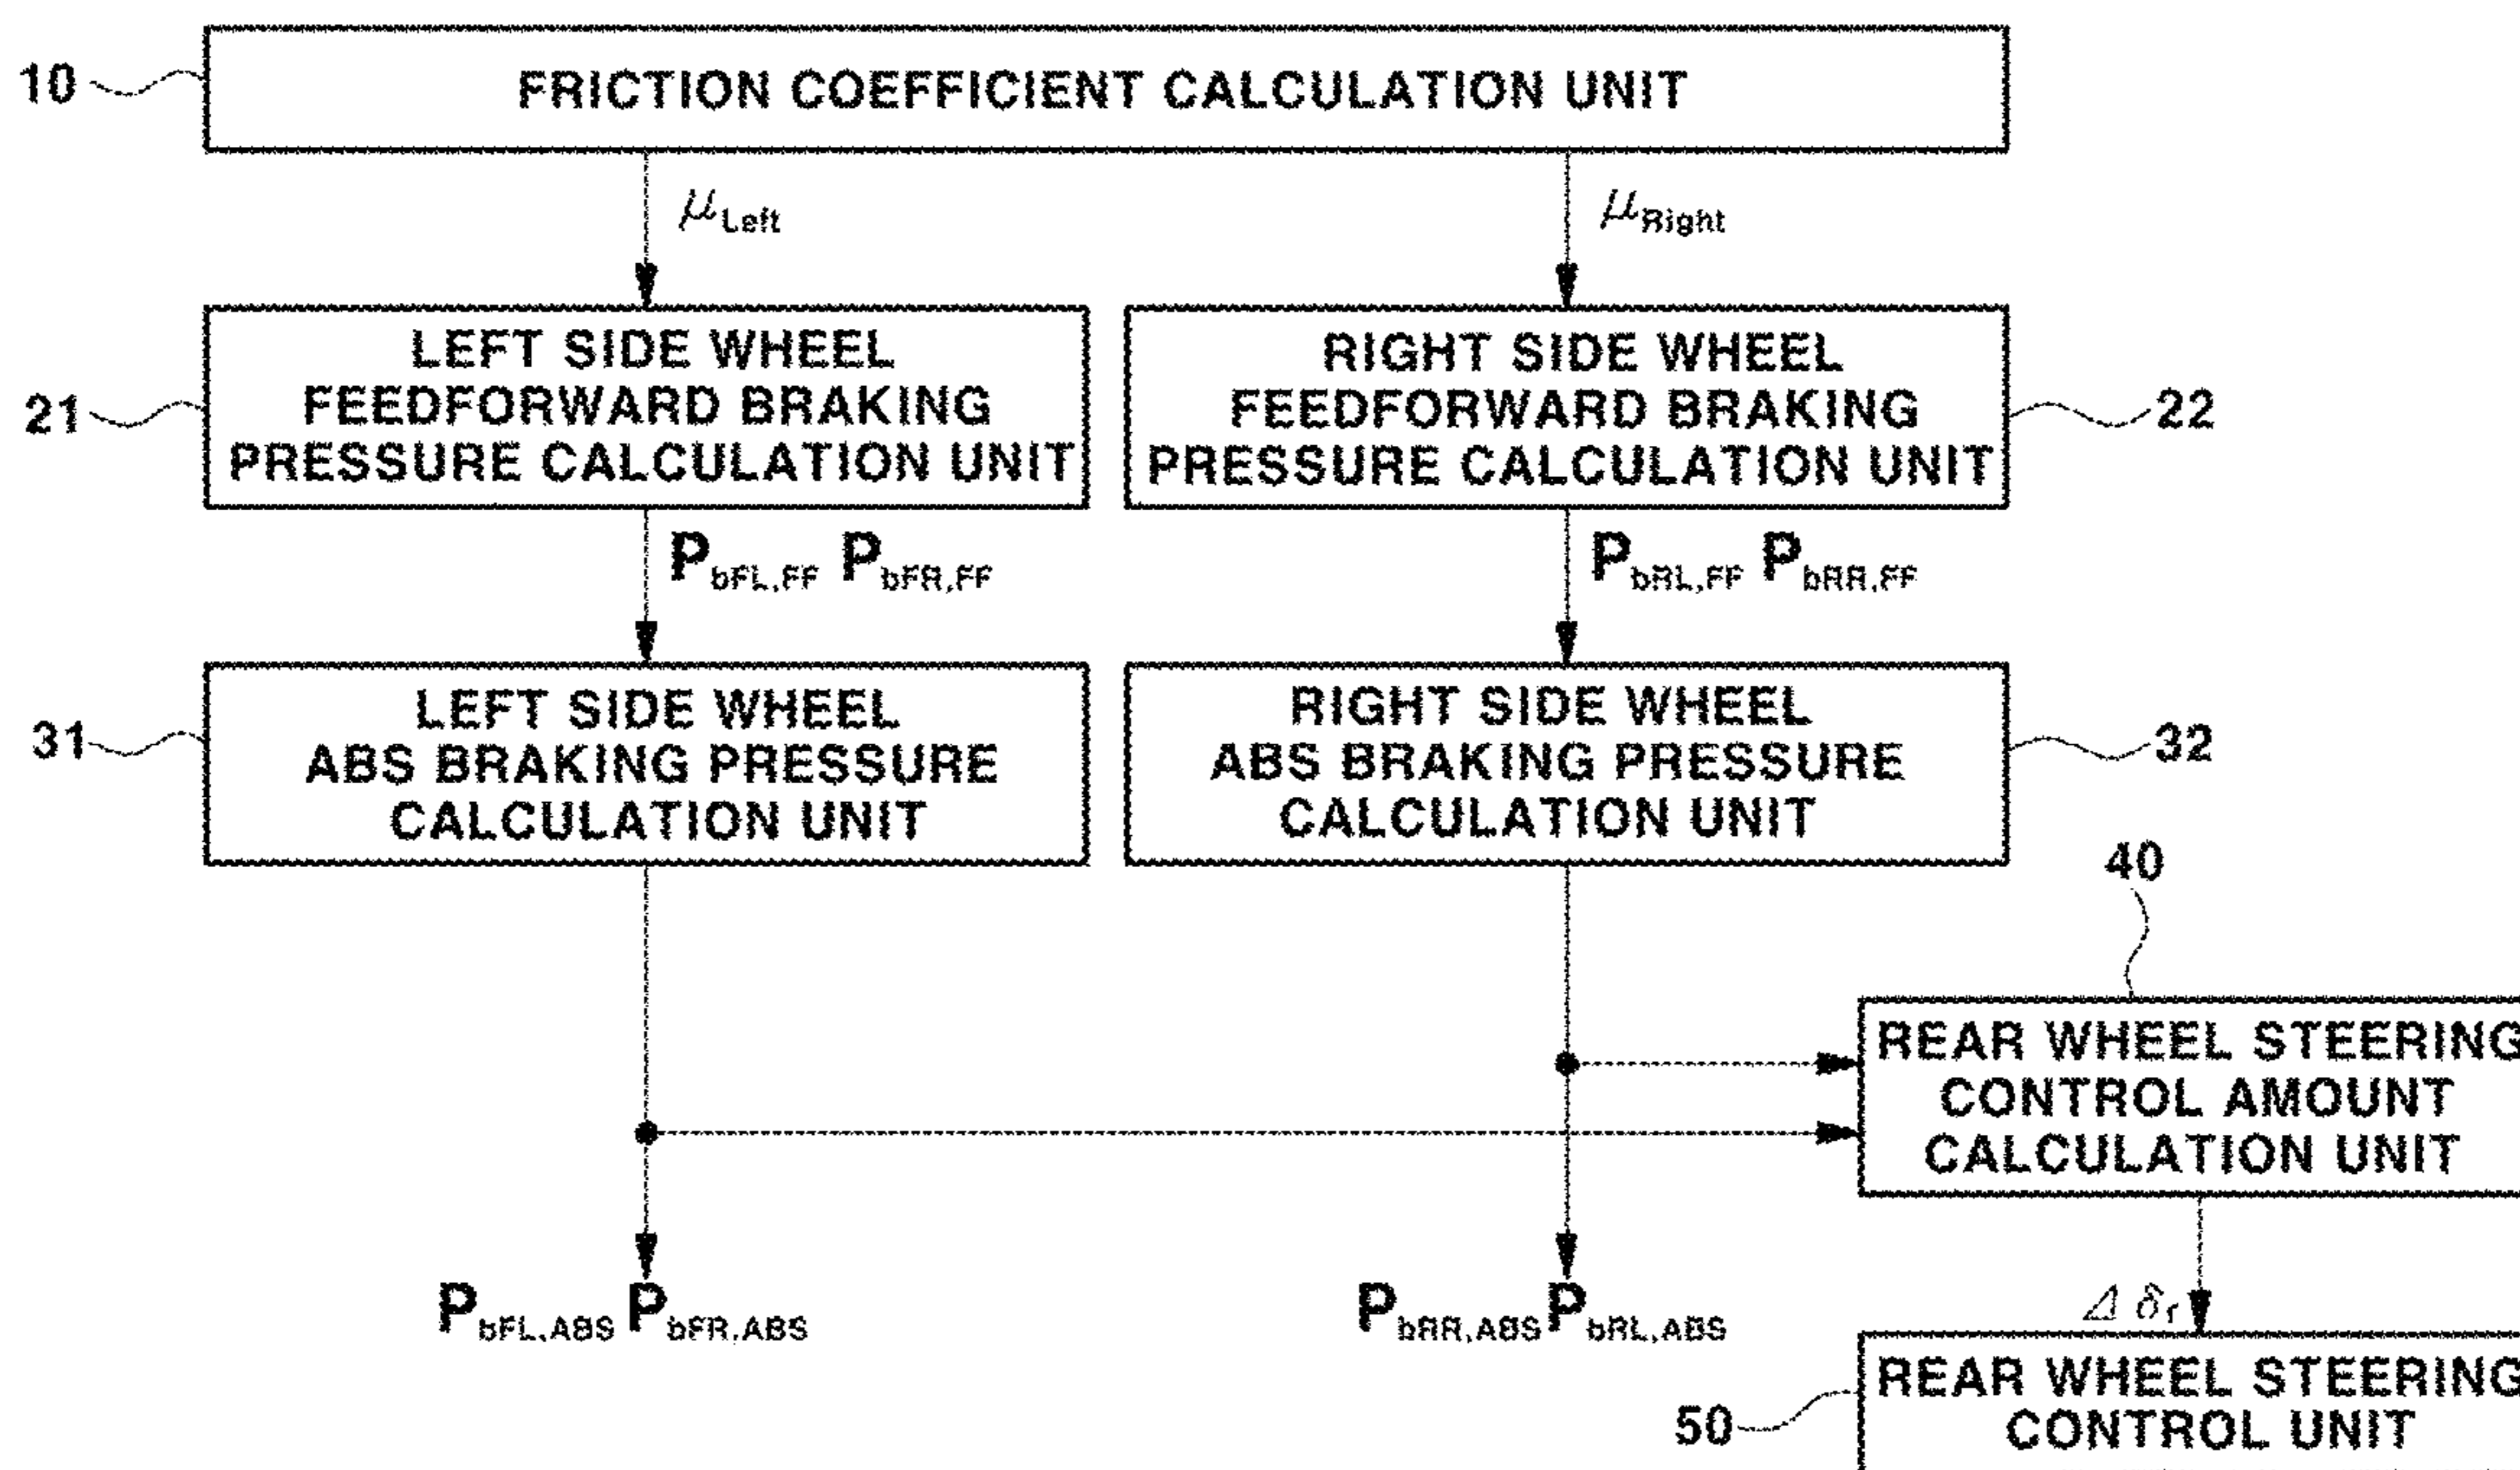 10 FRICTION COEFFICIENT CALCULATION UNIT
μLeft μRight
LEFT SIDE WHEEL
FEEDFORWARD BRAKING
PRESSURE CALCULATION UNIT
21
RIGHT SIDE WHEEL
FEEDFORWARD BRAKING
PRESSURE CALCULATION UNIT
22
PbFL,FF PbFR,FF
PbRL,FF PbRR,FF
LEFT SIDE WHEEL
ABS BRAKING PRESSURE
CALCULATION UNIT
31
RIGHT SIDE WHEEL
ABS BRAKING PRESSURE
CALCULATION UNIT
32
40
REAR WHEEL STEERING
CONTROL AMOUNT
CALCULATION UNIT
PbFL,ABS PbFR,ABS
PbRR,ABS PbRL,ABS
Δδr
REAR WHEEL STEERING
CONTROL UNIT
50